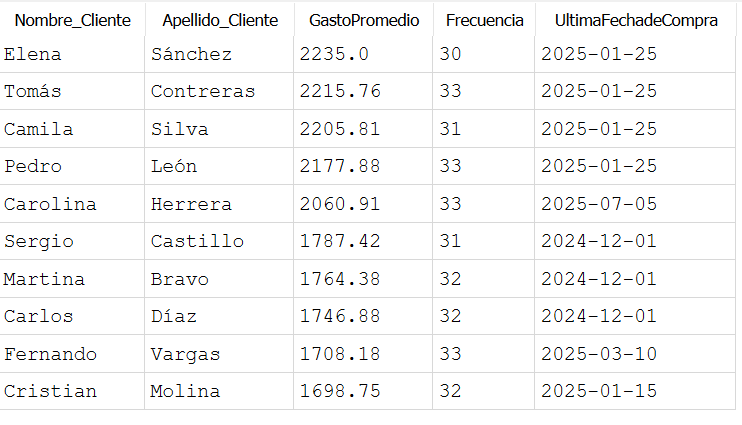 Nombre_Cliente Apellido_Cliente GastoPromedio Frecuencia UltimaFechadeCompra
Elena Sánchez 2235.0 30 2025-01-25
Tomás Contreras 2215.76 33 2025-01-25
Camila Silva 2205.81 31 2025-01-25
Pedro León 2177.88 33 2025-01-25
Carolina Herrera 2060.91 33 2025-07-05
Sergio Castillo 1787.42 31 2024-12-01
Martina Bravo 1764.38 32 2024-12-01
Carlos Díaz 1746.88 32 2024-12-01
Fernando Vargas 1708.18 33 2025-03-10
Cristian Molina 1698.75 32 2025-01-15